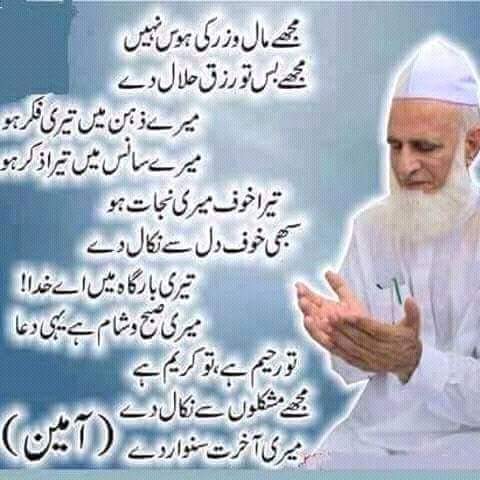 مجھے مال و زر کی ہوس نہیں
مجھے بس تو رزق حلال دے
میرے ذہن میں تیری فکر ہو
میرے سانس میں تیرا ذکر ہو
تیرا خوف میری نجات ہو
سبھی خوف دل سے نکال دے
تیری بارگاہ میں اے خدا!
میری صبح و شام ہے یہی دعا
تو رحیم ہے، تو کریم ہے
مجھے مشکلوں سے نکال دے
میری آخرت سنوار دے (آمین)